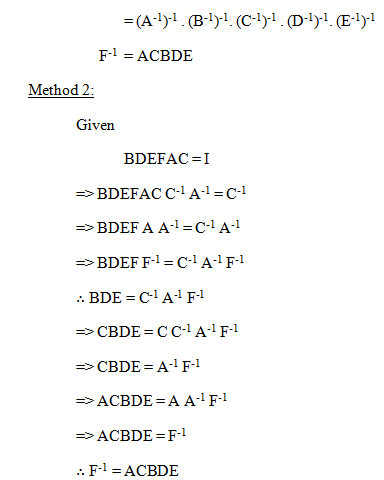 = (A⁻¹)⁻¹ . (B⁻¹)⁻¹. (C⁻¹)⁻¹ . (D⁻¹)⁻¹. (E⁻¹)⁻¹
F⁻¹ = ACBDE
Method 2:
Given
BDEFAC = I
=> BDEFAC C⁻¹ A⁻¹ = C⁻¹
=> BDEF A A⁻¹ = C⁻¹ A⁻¹
=> BDEF F⁻¹ = C⁻¹ A⁻¹ F⁻¹
∴ BDE = C⁻¹ A⁻¹ F⁻¹
=> CBDE = C C⁻¹ A⁻¹ F⁻¹
=> CBDE = A⁻¹ F⁻¹
=> ACBDE = A A⁻¹ F⁻¹
=> ACBDE = F⁻¹
∴ F⁻¹ = ACBDE